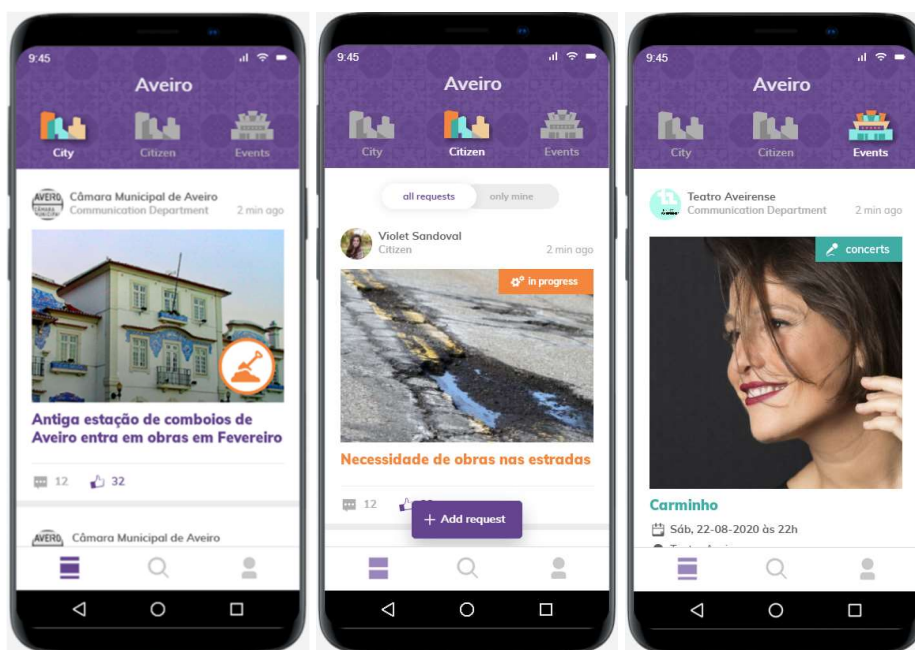 9:45
Aveiro
City
Citizen
Events
Câmara Municipal de Aveiro
Communication Department
2 min ago
Antiga estação de comboios de
Aveiro entra em obras em Fevereiro
12
32
Câmara Municipal de Aveiro
9:45
Aveiro
City
Citizen
Events
all requests
only mine
Violet Sandoval
Citizen
2 min ago
in progress
Necessidade de obras nas estradas
12
+ Add request
9:45
Aveiro
City
Citizen
Events
Teatro Aveirense
Communication Department
2 min ago
concerts
Carminho
Sáb, 22-08-2020 às 22h